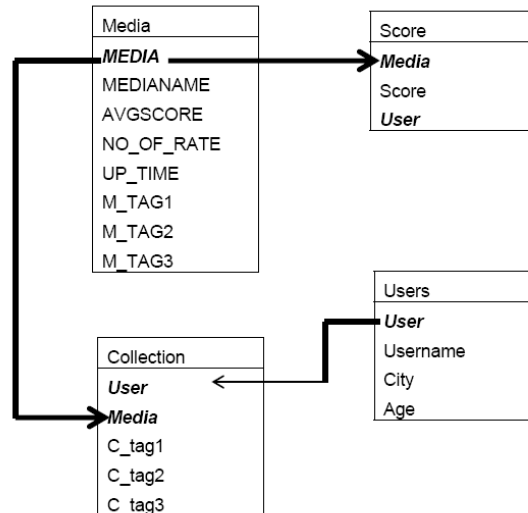 Media
MEDIA
MEDIANAME
AVGSCORE
NO_OF_RATE
UP_TIME
M_TAG1
M_TAG2
M_TAG3
Score
Media
Score
User
Users
User
Username
City
Age
Collection
User
Media
C_tag1
C_tag2
C_tag3